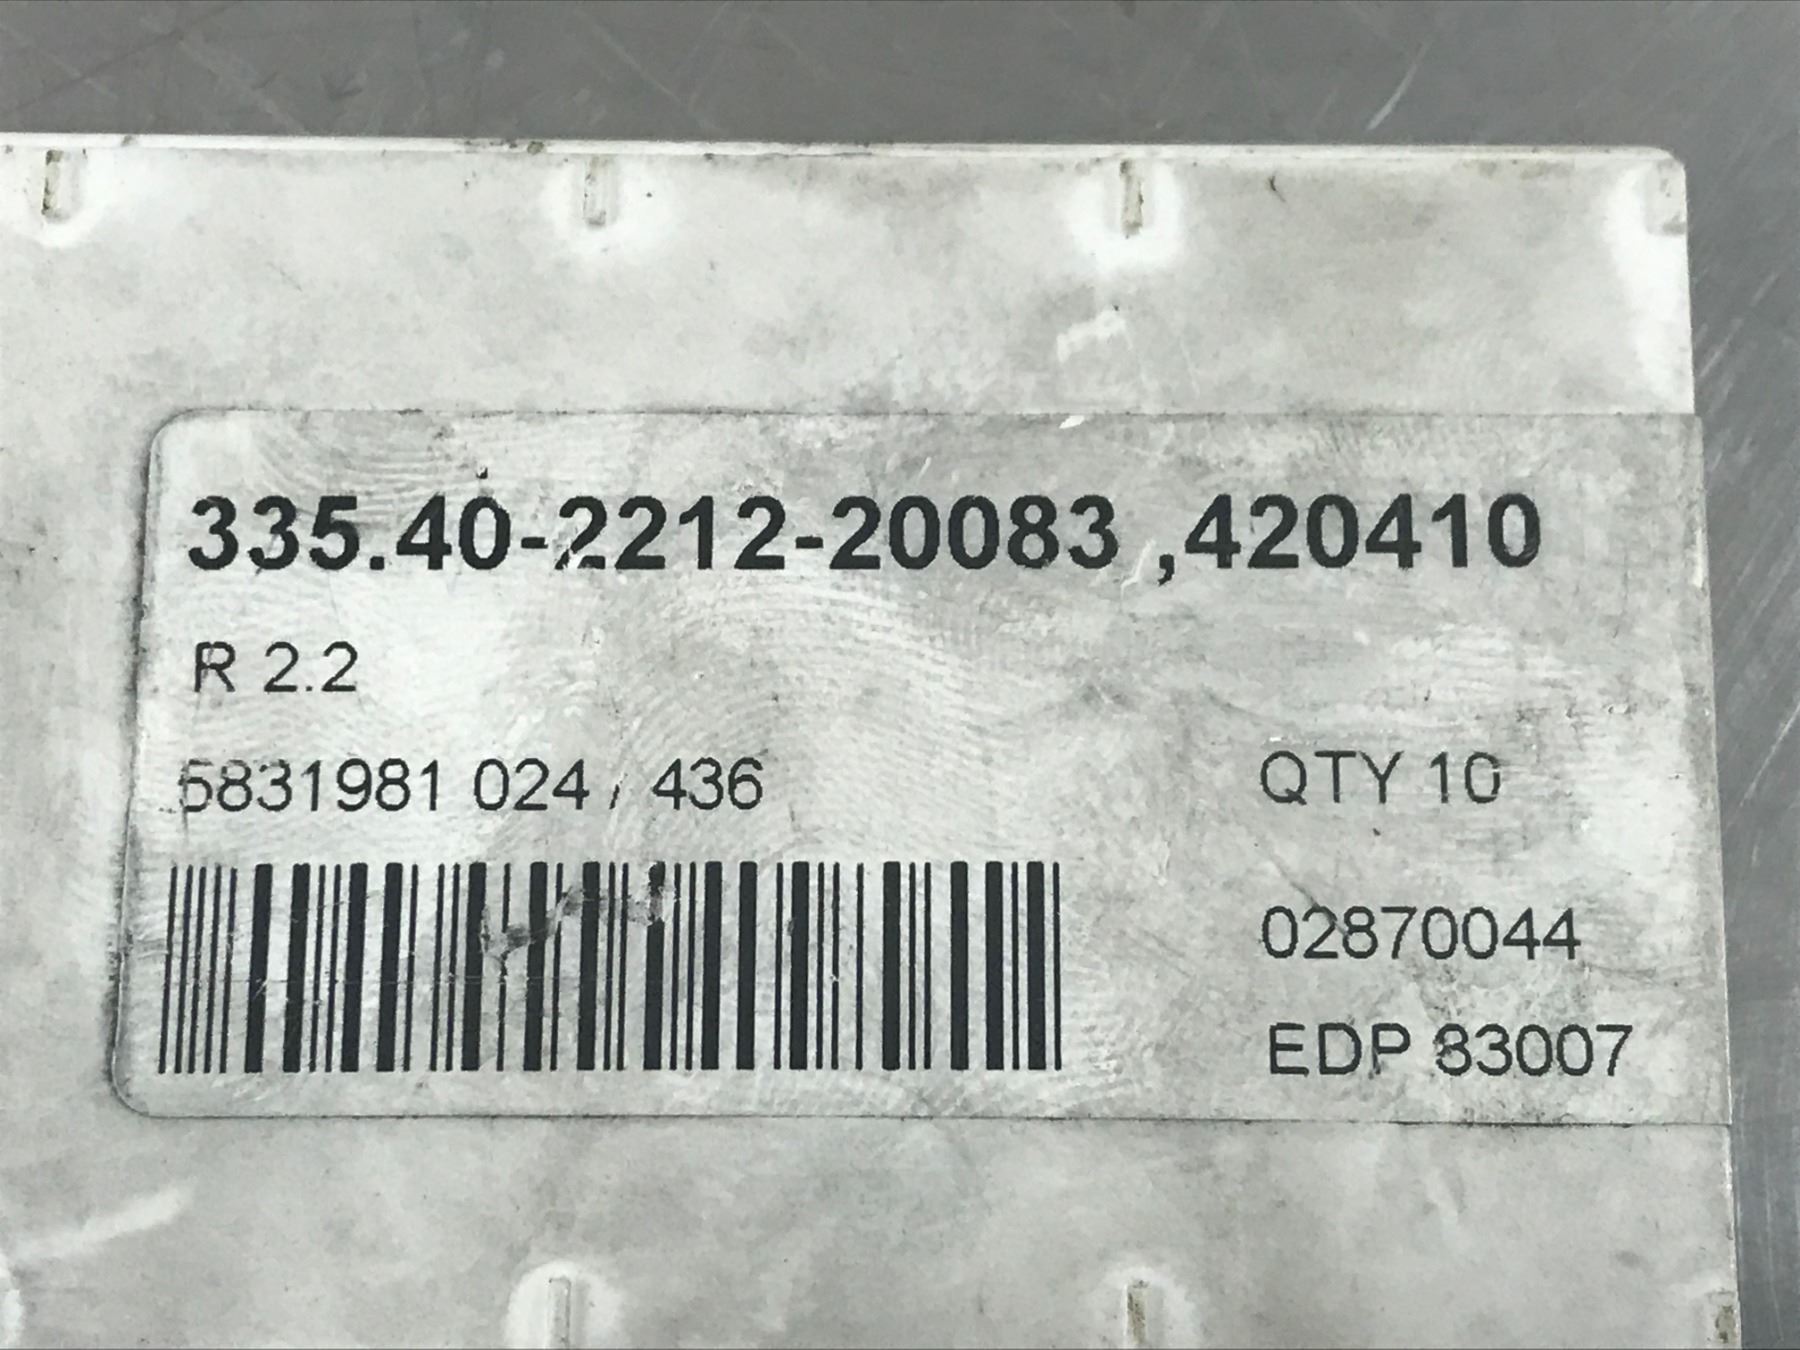 335.40-2212-20083 ,420410
R 2.2
5831981 024 / 436
QTY 10
02870044
EDP 83007